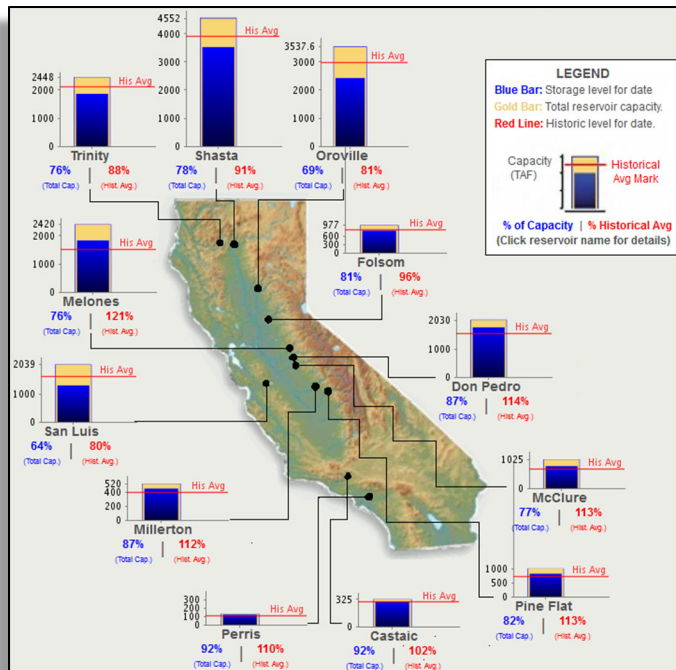 4552
4000
3000
2000
1000
0
His Avg
Shasta
78% | 91%
(Total Cap.) (Hist. Avg.)
3537.6
3000
2000
1000
0
His Avg
Oroville
69% | 81%
(Total Cap.) (Hist. Avg.)
2448
2000
1000
0
His Avg
Trinity
76% | 88%
(Total Cap.) (Hist. Avg.)
LEGEND
Blue Bar: Storage level for date
Gold Bar: Total reservoir capacity.
Red Line: Historic level for date.
Capacity
(TAF)
Historical
Avg Mark
% of Capacity | % Historical Avg
(Click reservoir name for details)
2420
2000
1000
0
His Avg
Melones
76% | 121%
(Total Cap.) (Hist. Avg.)
977
600
300
0
His Avg
Folsom
81% | 96%
(Total Cap.) (Hist. Avg.)
2030
1000
0
His Avg
Don Pedro
87% | 114%
(Total Cap.) (Hist. Avg.)
2039
1000
0
His Avg
San Luis
64% | 80%
(Total Cap.) (Hist. Avg.)
1025
0
His Avg
McClure
77% | 113%
(Total Cap.) (Hist. Avg.)
520
400
200
0
His Avg
Millerton
87% | 112%
(Total Cap.) (Hist. Avg.)
1000
500
0
His Avg
Pine Flat
82% | 113%
(Total Cap.) (Hist. Avg.)
300
200
100
0
His Avg
Perris
92% | 110%
(Total Cap.) (Hist. Avg.)
325
0
His Avg
Castaic
92% | 102%
(Total Cap.) (Hist. Avg.)